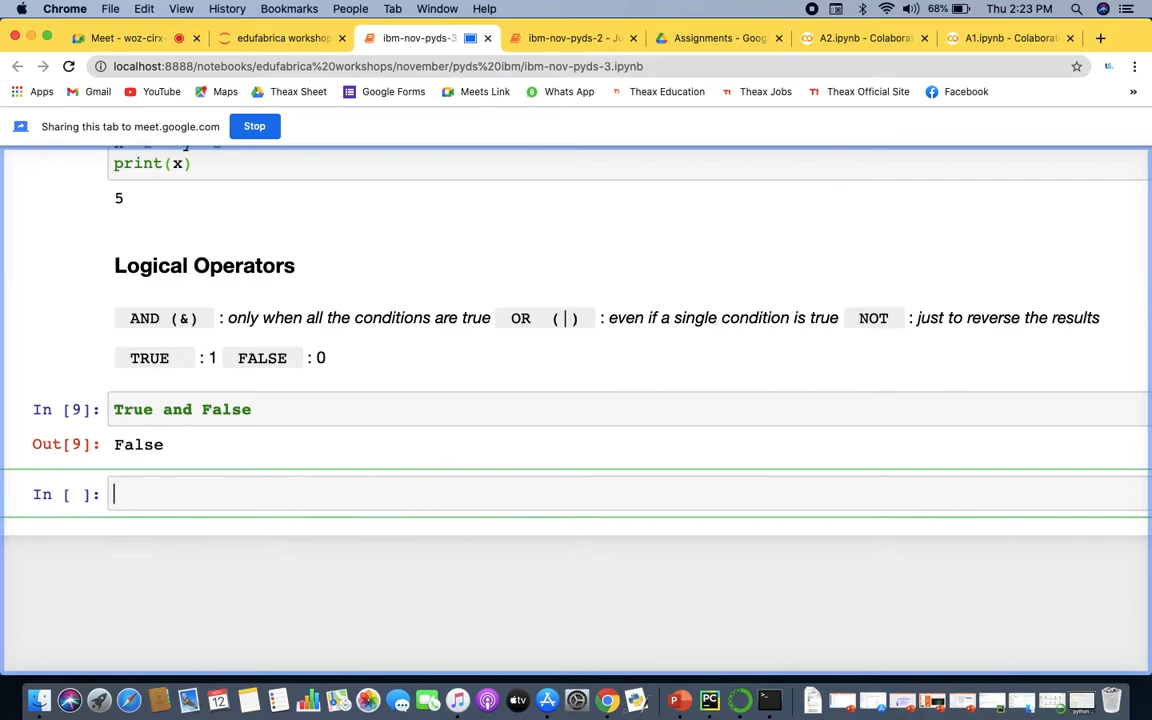 Chrome File Edit View History Bookmarks People Tab Window Help 68% Thu 2:23 PM
Meet - woz-cirx- edufabrica worksho ibm-nov-pyds-3 ibm-nov-pyds-2 - Ju Assignments - Goog A2.ipynb - Colabora A1.ipynb - Colaborat
localhost:8888/notebooks/edufabrica%20workshops/november/pyds%20ibm/ibm-nov-pyds-3.ipynb
Apps Gmail YouTube Maps Theax Sheet Google Forms Meets Link Whats App Theax Education Theax Jobs Theax Official Site Facebook »
Sharing this tab to meet.google.com Stop
print(x)
5
Logical Operators
AND (&) : only when all the conditions are true OR (|) : even if a single condition is true NOT : just to reverse the results
TRUE : 1 FALSE : 0
In [9]: True and False
Out[9]: False
In [ ]: